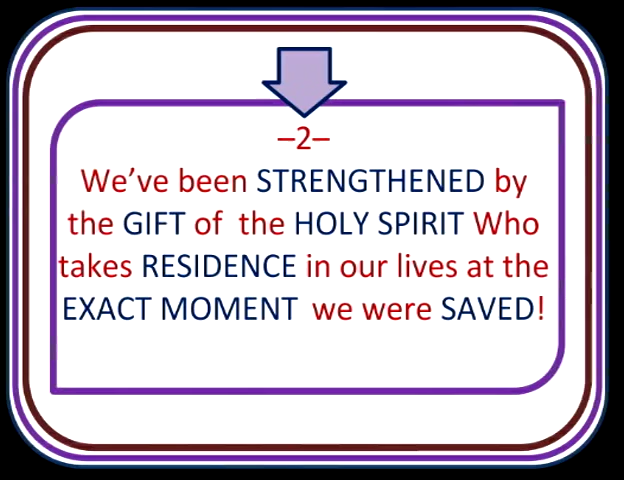 –2–
We’ve been STRENGTHENED by
the GIFT of  the HOLY SPIRIT Who
takes RESIDENCE in our lives at the
EXACT MOMENT  we were SAVED!